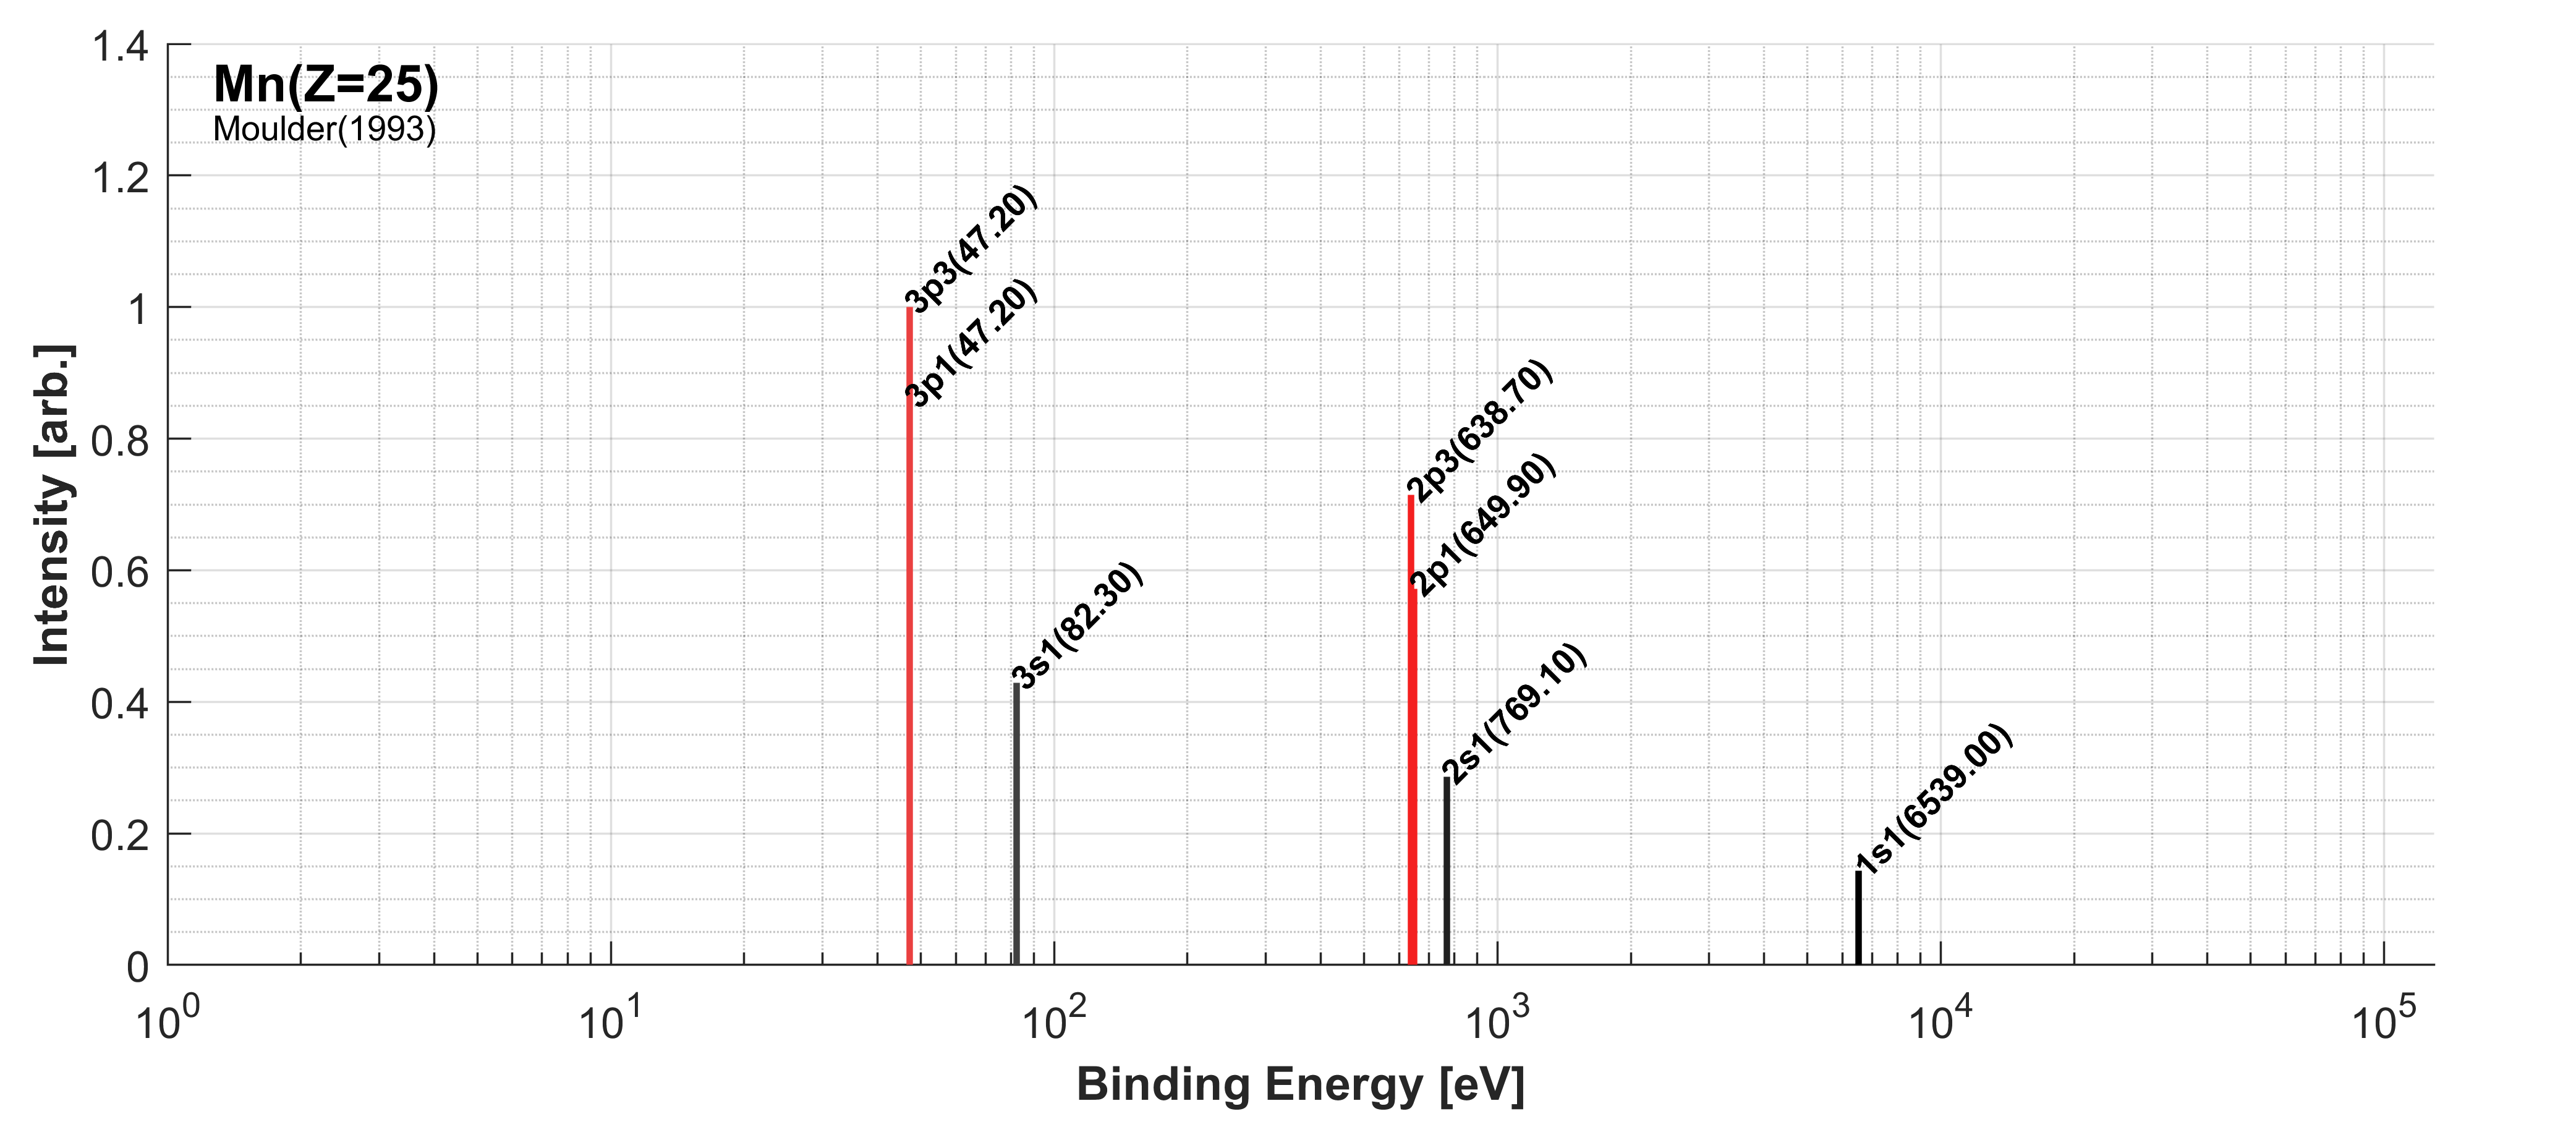 Mn(Z=25)
Moulder(1993)
1.4
1.2
1
0.8
0.6
0.4
0.2
0
Intensity [arb.]
3p3(47.20)
3p1(47.20)
3s1(82.30)
2p3(638.70)
2p1(649.90)
2s1(769.10)
1s1(6539.00)
10^0 10^1 10^2 10^3 10^4 10^5
Binding Energy [eV]